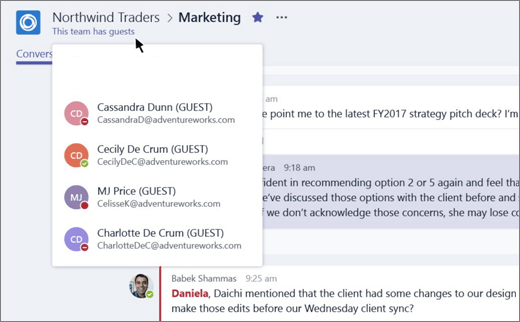 Northwind Traders > Marketing ★ ···
This team has guests
Convers
Cassandra Dunn (GUEST)
CD
CassandraD@adventureworks.com
Cecily De Crum (GUEST)
CD
CecilyDeC@adventureworks.com
MJ Price (GUEST)
MJ
CelisseK@adventureworks.com
Charlotte De Crum (GUEST)
CD
CharlotteDeC@adventureworks.com
am
e point me to the latest FY2017 strategy pitch deck? I'm
era 9:18 am
fident in recommending option 2 or 5 again and feel tha
e've discussed those options with the client before and s
f we don't acknowledge those concerns, she may lose co
Babek Shammas 9:25 am
Daniela, Daichi mentioned that the client had some changes to our design
make those edits before our Wednesday client sync?